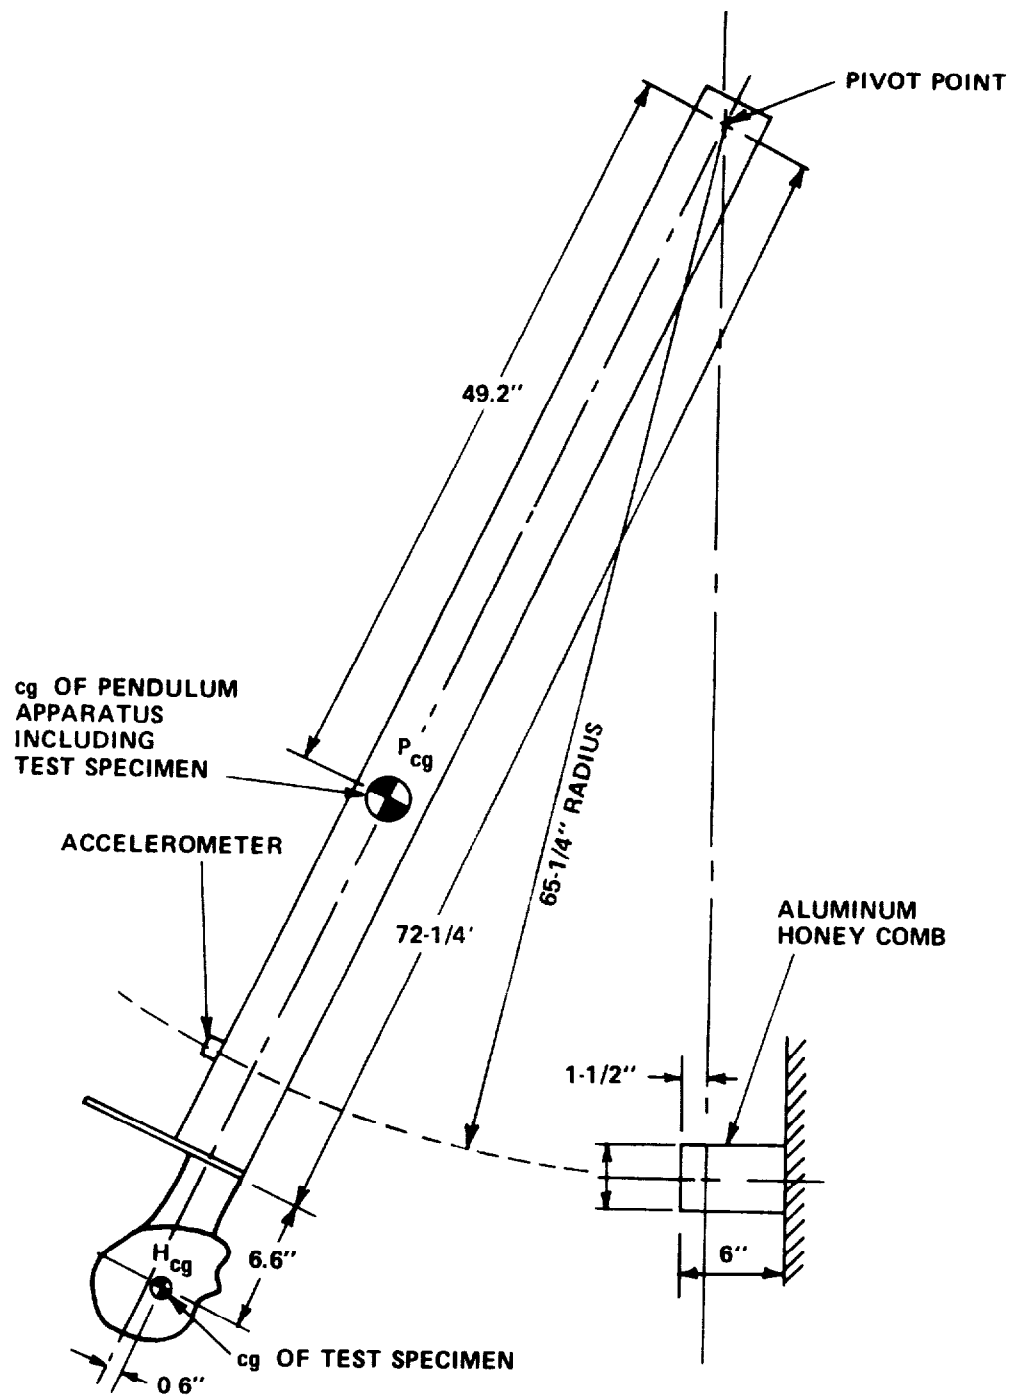 PIVOT POINT
49.2"
cg OF PENDULUM
APPARATUS
INCLUDING
TEST SPECIMEN
Pcg
65-1/4" RADIUS
ACCELEROMETER
72-1/4'
ALUMINUM
HONEY COMB
1-1/2"
Hcg
6.6"
6"
cg OF TEST SPECIMEN
0 6"